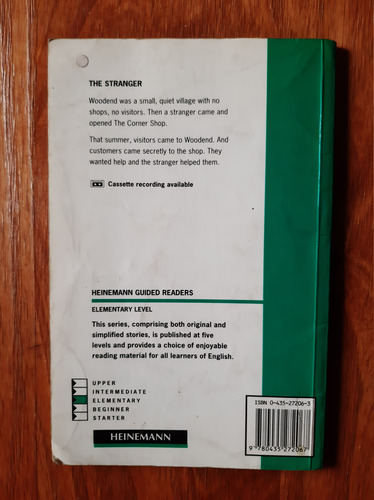 THE STRANGER
Woodend was a small, quiet village with no
shops, no visitors. Then a stranger came and
opened The Corner Shop.
That summer, visitors came to Woodend. And
customers came secretly to the shop. They
wanted help and the stranger helped them.
Cassette recording available
HEINEMANN GUIDED READERS
ELEMENTARY LEVEL
This series, comprising both original and
simplified stories, is published at five
levels and provides a choice of enjoyable
reading material for all learners of English.
UPPER
INTERMEDIATE
ELEMENTARY
BEGINNER
STARTER
HEINEMANN
ISBN 0-435-27206-3
9 780435 272067